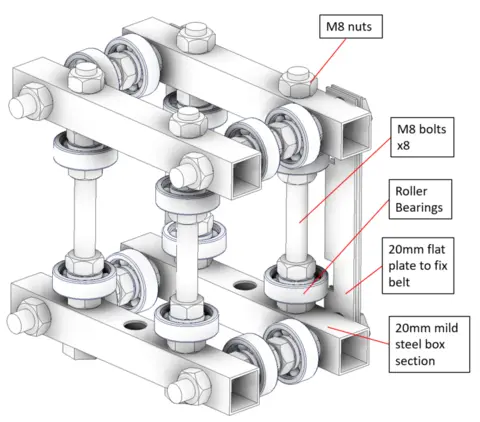 M8 nuts
M8 bolts
x8
Roller
Bearings
20mm flat
plate to fix
belt
20mm mild
steel box
section